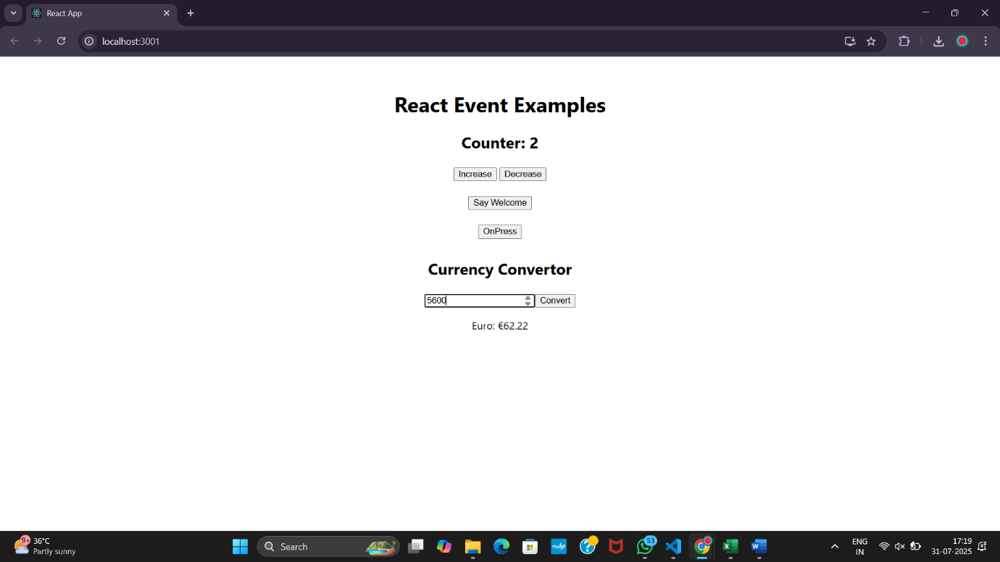 React App
localhost:3001
React Event Examples
Counter: 2
Increase Decrease
Say Welcome
OnPress
Currency Convertor
5600 Convert
Euro: €62.22
9+
36°C
Partly sunny
Search
myhp
53
ENG
IN
17:19
31-07-2025